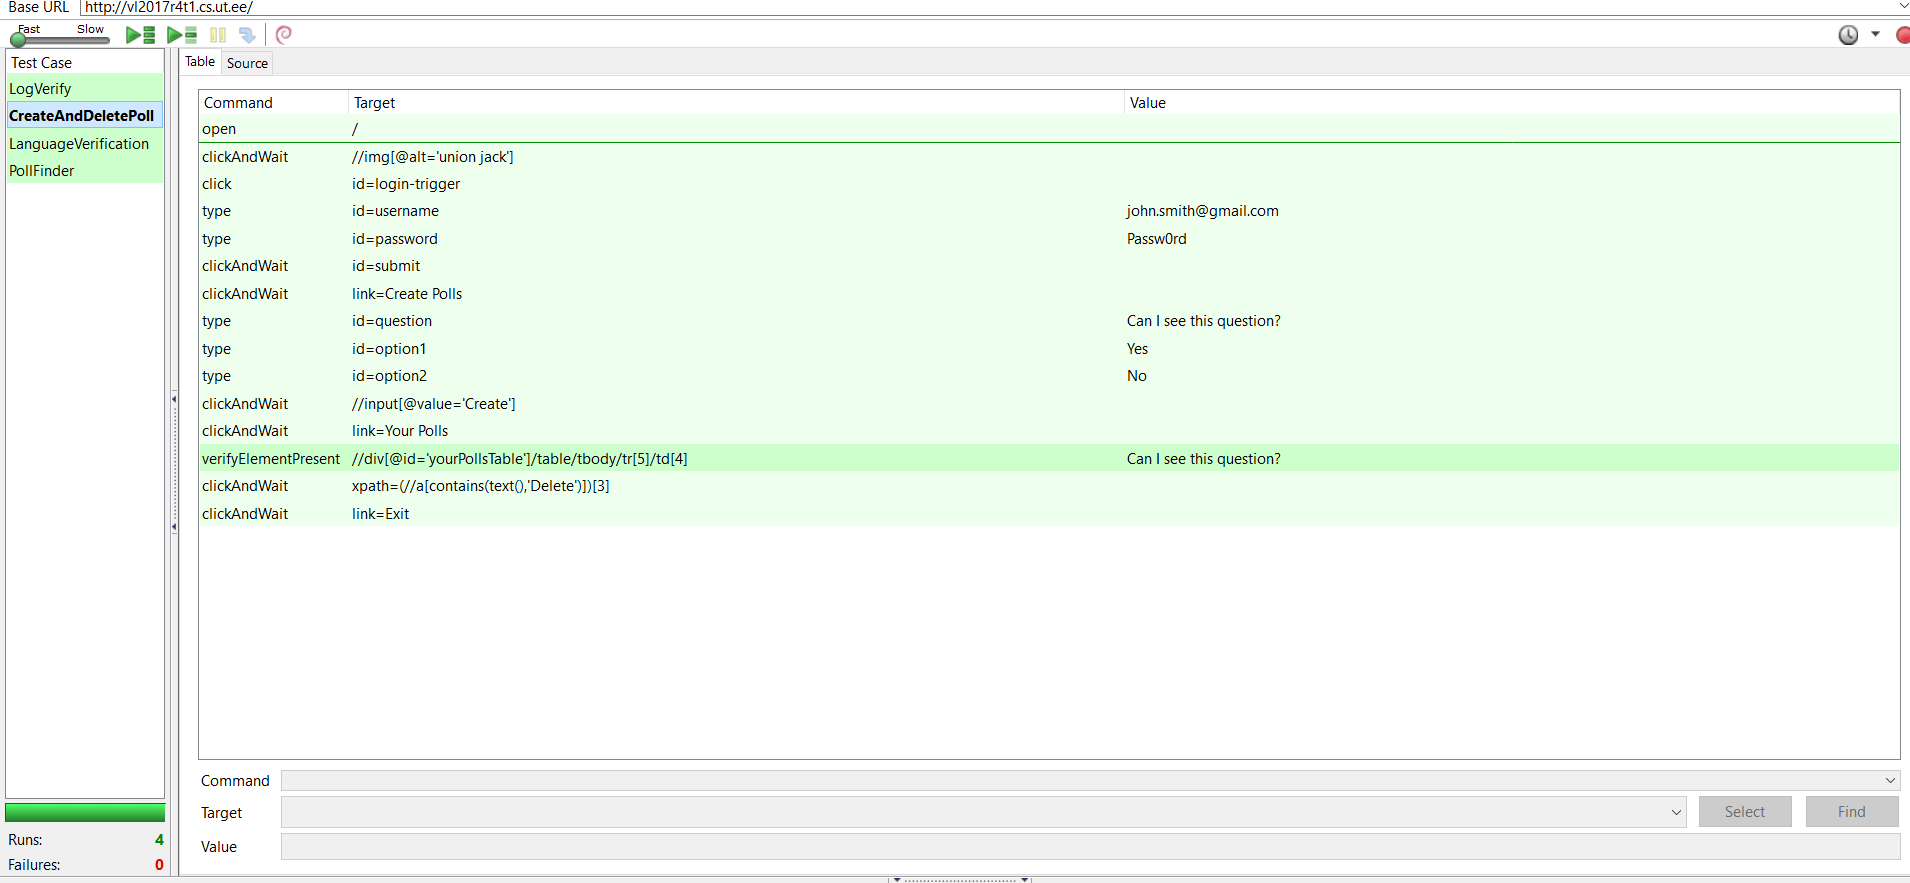 Base URL http://vl2017r4t1.cs.ut.ee/
Fast Slow
Test Case
LogVerify
CreateAndDeletePoll
LanguageVerification
PollFinder
Runs: 4
Failures: 0
Table Source
Command Target Value
open /
clickAndWait //img[@alt='union jack']
click id=login-trigger
type id=username john.smith@gmail.com
type id=password Passw0rd
clickAndWait id=submit
clickAndWait link=Create Polls
type id=question Can I see this question?
type id=option1 Yes
type id=option2 No
clickAndWait //input[@value='Create']
clickAndWait link=Your Polls
verifyElementPresent //div[@id='yourPollsTable']/table/tbody/tr[5]/td[4] Can I see this question?
clickAndWait xpath=(//a[contains(text(),'Delete')])[3]
clickAndWait link=Exit
Command
Target Select Find
Value